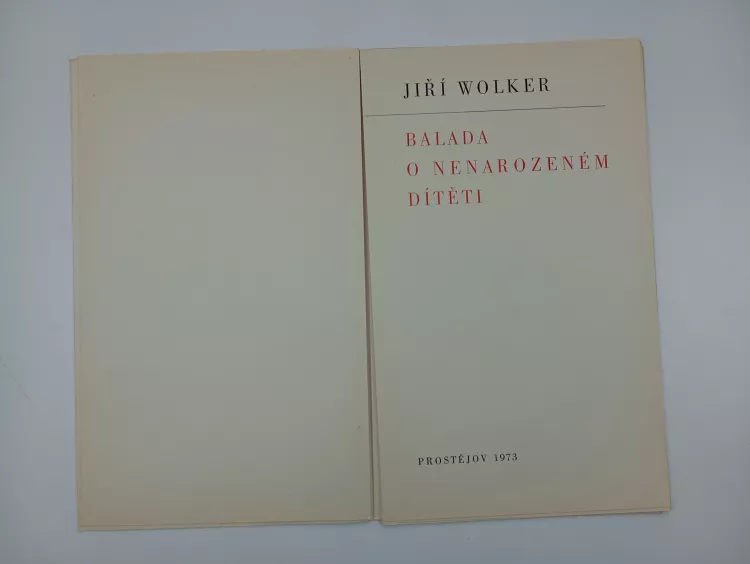 JIŘÍ WOLKER
BALADA
O NENAROZENÉM
DÍTĚTI
PROSTĚJOV 1973